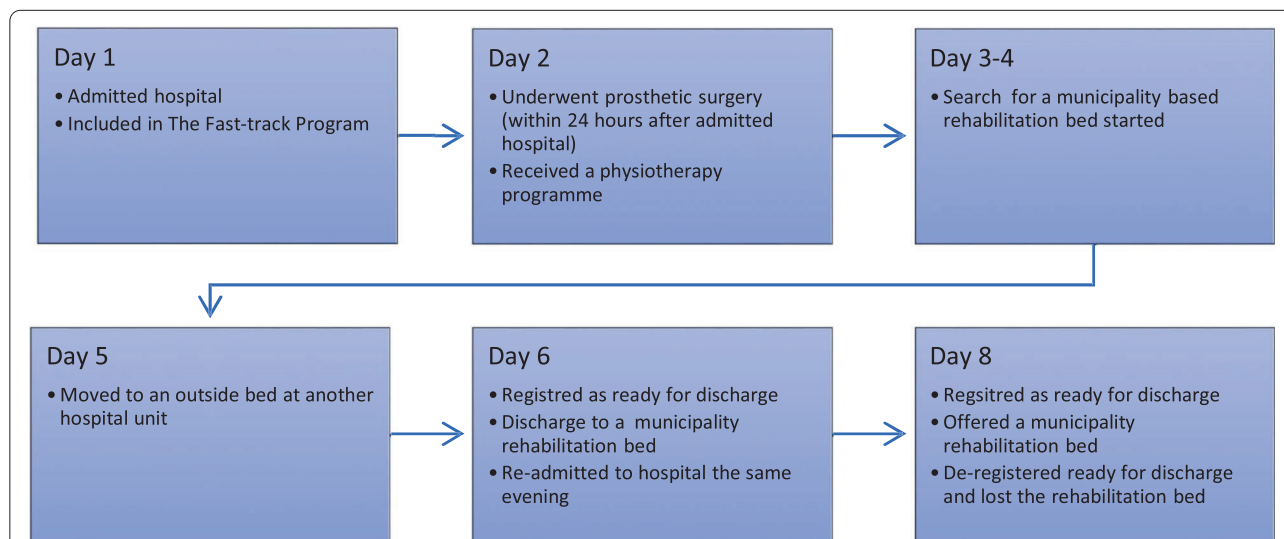 Day 1
• Admitted hospital
• Included in The Fast-track Program
Day 2
• Underwent prosthetic surgery
(within 24 hours after admitted
hospital)
• Received a physiotherapy
programme
Day 3-4
• Search for a municipality based
rehabilitation bed started
Day 5
• Moved to an outside bed at another
hospital unit
Day 6
• Registred as ready for discharge
• Discharge to a municipality
rehabilitation bed
• Re-admitted to hospital the same
evening
Day 8
• Regsitred as ready for discharge
• Offered a municipality
rehabilitation bed
• De-registered ready for discharge
and lost the rehabilitation bed